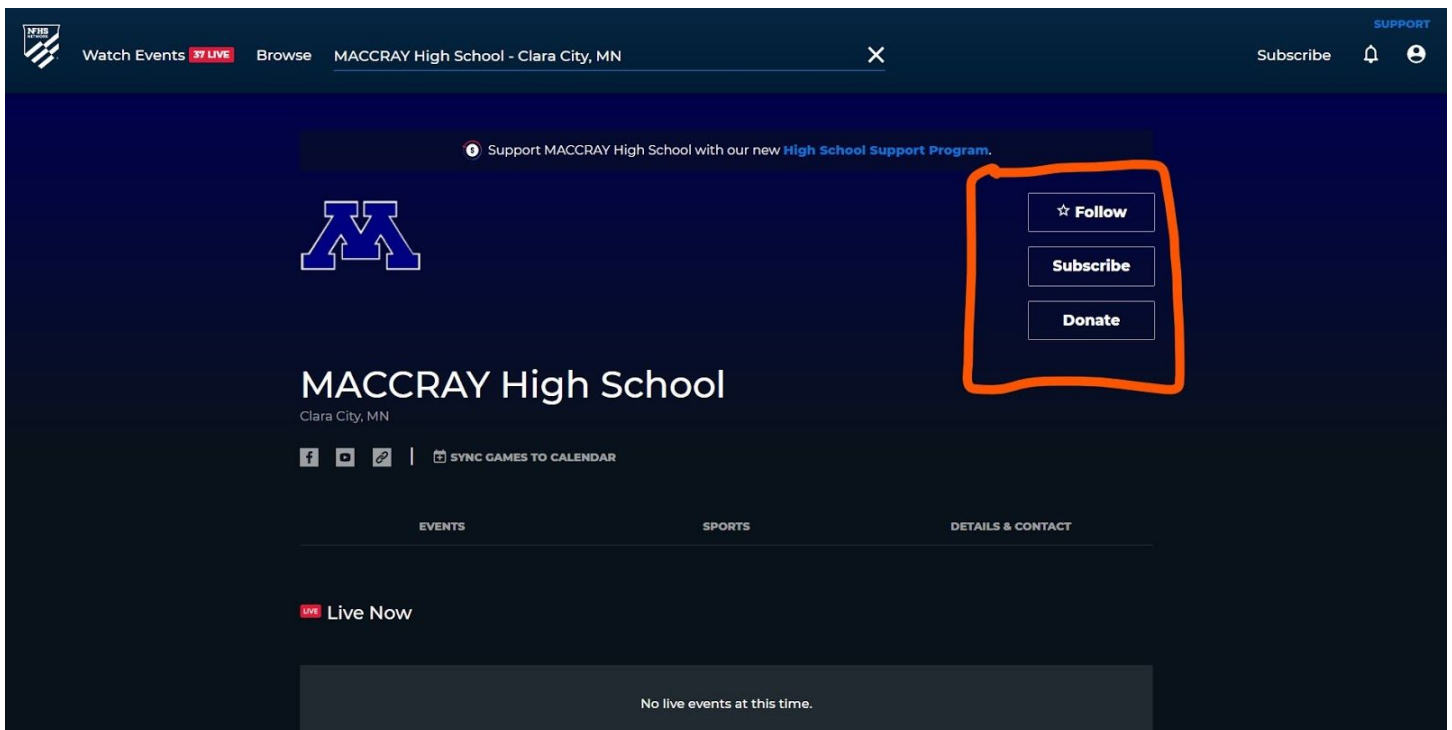 SUPPORT
NFHS NETWORK Watch Events 37 LIVE Browse MACCRAY High School - Clara City, MN Subscribe
Support MACCRAY High School with our new High School Support Program.
M
Follow
Subscribe
Donate
MACCRAY High School
Clara City, MN
SYNC GAMES TO CALENDAR
EVENTS SPORTS DETAILS & CONTACT
LIVE Live Now
No live events at this time.